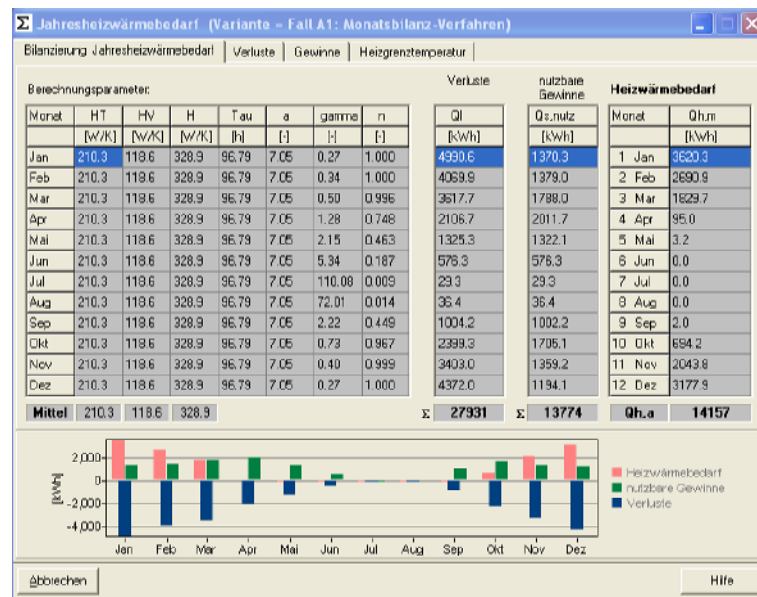 Σ Jahresheizwärmebedarf (Variante - Fall A1: Monatsbilanz-Verfahren)
Bilanzierung Jahresheizwärmebedarf Verluste Gewinne Heizgrenztemperatur
Berechnungsparameter: Verluste nutzbare Gewinne Heizwärmebedarf
Monat HT HV H Tau a gamma n Ql Qs.nutz Monat Qh.m
[W/K] [W/K] [W/K] [h] [-] [-] [-] [kWh] [kWh] [kWh]
Jan 210.3 118.6 328.9 96.79 7.05 0.27 1.000 4990.6 1370.3 1 Jan 3620.3
Feb 210.3 118.6 328.9 96.79 7.05 0.34 1.000 4069.9 1379.0 2 Feb 2690.9
Mar 210.3 118.6 328.9 96.79 7.05 0.50 0.996 3617.7 1788.0 3 Mar 1829.7
Apr 210.3 118.6 328.9 96.79 7.05 1.28 0.748 2106.7 2011.7 4 Apr 95.0
Mai 210.3 118.6 328.9 96.79 7.05 2.15 0.463 1325.3 1322.1 5 Mai 3.2
Jun 210.3 118.6 328.9 96.79 7.05 5.34 0.187 576.3 576.3 6 Jun 0.0
Jul 210.3 118.6 328.9 96.79 7.05 110.08 0.009 29.3 29.3 7 Jul 0.0
Aug 210.3 118.6 328.9 96.79 7.05 72.01 0.014 36.4 36.4 8 Aug 0.0
Sep 210.3 118.6 328.9 96.79 7.05 2.22 0.449 1004.2 1002.2 9 Sep 2.0
Okt 210.3 118.6 328.9 96.79 7.05 0.73 0.967 2399.3 1705.1 10 Okt 694.2
Nov 210.3 118.6 328.9 96.79 7.05 0.40 0.999 3403.0 1359.2 11 Nov 2043.8
Dez 210.3 118.6 328.9 96.79 7.05 0.27 1.000 4372.0 1194.1 12 Dez 3177.9
Mittel 210.3 118.6 328.9 Σ 27931 Σ 13774 Qh.a 14157
[kWh]
2,000
0
-2,000
-4,000
Jan Feb Mar Apr Mai Jun Jul Aug Sep Okt Nov Dez
Heizwärmebedarf
nutzbare Gewinne
Verluste
Abbrechen Hilfe